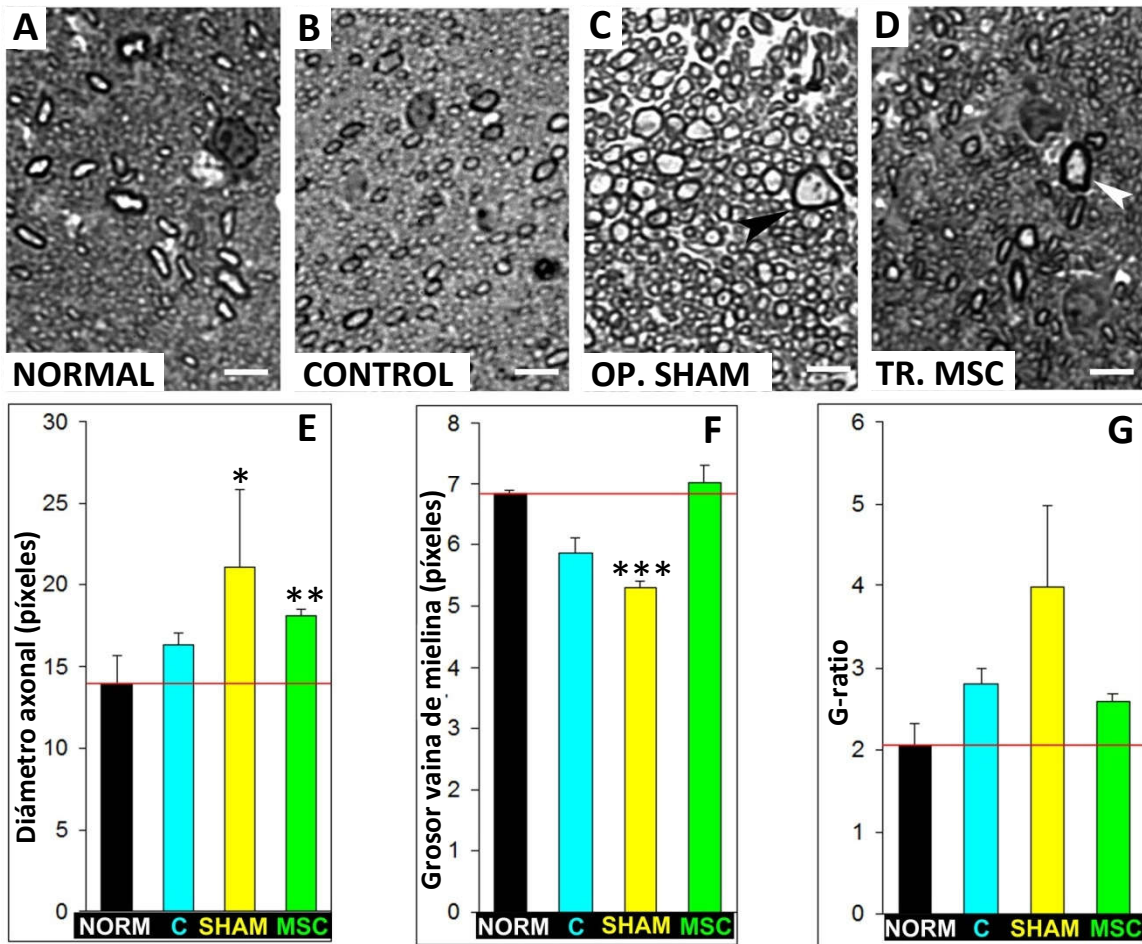 A
B
C
D
NORMAL
CONTROL
OP. SHAM
TR. MSC
E
Diámetro axonal (píxeles)
30
25
20
15
10
5
0
*
**
NORM C SHAM MSC
F
Grosor vaina de mielina (píxeles)
8
7
6
5
4
3
2
1
0
***
NORM C SHAM MSC
G
G-ratio
6
5
4
3
2
1
0
NORM C SHAM MSC